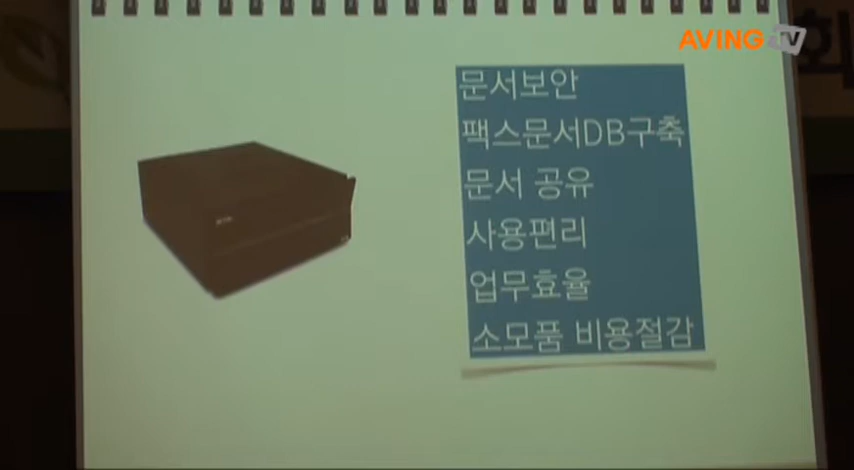 AVING TV
회
문서보안
팩스문서DB구축
문서 공유
사용편리
업무효율
소모품 비용절감